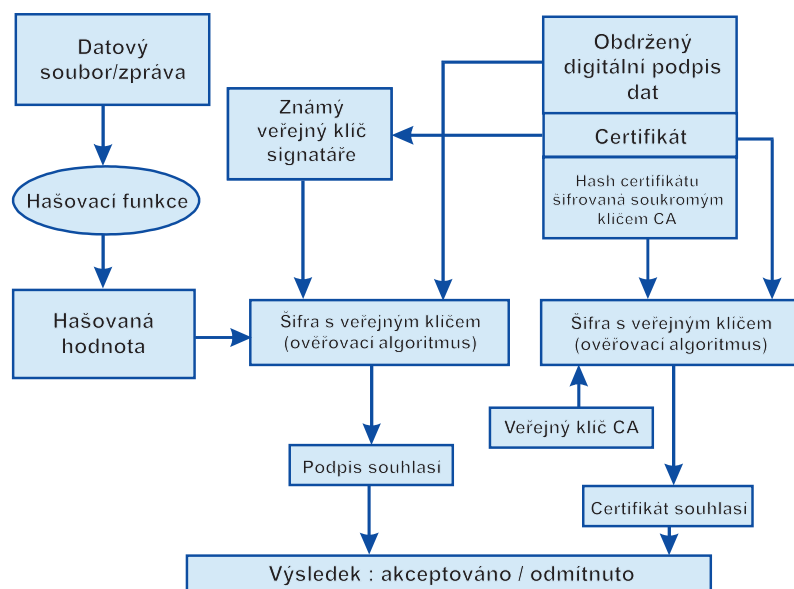 Datový
soubor/zpráva
Obdržený
digitální podpis
dat
Známý
veřejný klíč
signatáře
Certifikát
Hašovací funkce
Hash certifikátu
šifrovaná soukromým
klíčem CA
Hašovaná
hodnota
Šifra s veřejným klíčem
(ověřovací algoritmus)
Šifra s veřejným klíčem
(ověřovací algoritmus)
Veřejný klíč CA
Podpis souhlasí
Certifikát souhlasí
Výsledek : akceptováno / odmítnuto